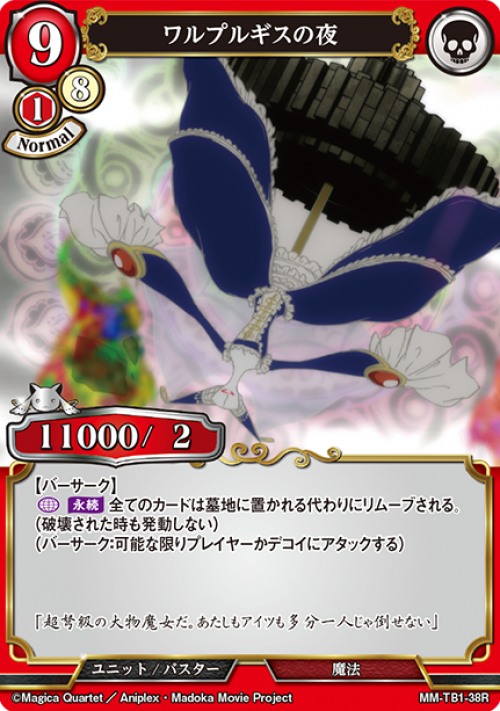 9
ワルプルギスの夜
1
8
Normal
11000/ 2
【バーサーク】
永続 全てのカードは墓地に置かれる代わりにリムーブされる。
(破壊された時も発動しない)
(バーサーク:可能な限りプレイヤーかデコイにアタックする)
「超弩級の大物魔女だ。あたしもアイツも多分一人じゃ倒せない」
ユニット / バスター
魔法
©Magica Quartet / Aniplex・Madoka Movie Project
MM-TB1-38R